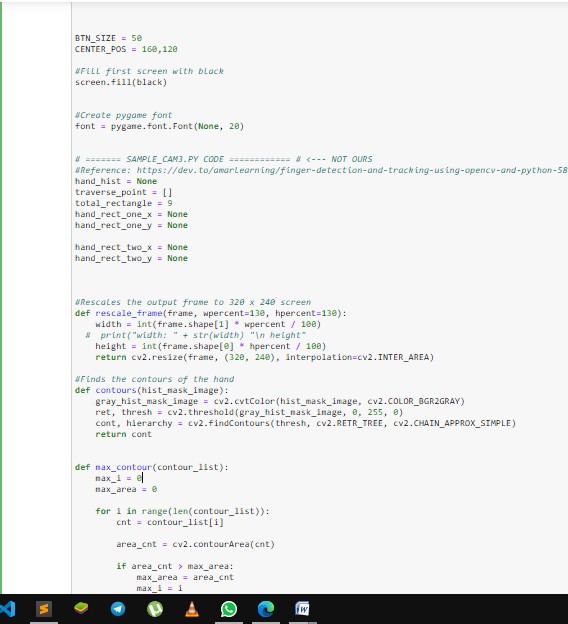 BTN_SIZE = 50
CENTER_POS = 160,120
#Fill first screen with black
screen.fill(black)
#Create pygame font
font = pygame.font.Font(None, 20)
# ======= SAMPLE_CAM3.PY CODE ============ # <--- NOT OURS
#Reference: https://dev.to/amarlearning/finger-detection-and-tracking-using-opencv-and-python-58
hand_hist = None
traverse_point = []
total_rectangle = 9
hand_rect_one_x = None
hand_rect_one_y = None
hand_rect_two_x = None
hand_rect_two_y = None
#Rescales the output frame to 320 x 240 screen
def rescale_frame(frame, wpercent=130, hpercent=130):
    width = int(frame.shape[1] * wpercent / 100)
  #  print("width: " + str(width) "\n height"
    height = int(frame.shape[0] * hpercent / 100)
    return cv2.resize(frame, (320, 240), interpolation=cv2.INTER_AREA)
#Finds the contours of the hand
def contours(hist_mask_image):
    gray_hist_mask_image = cv2.cvtColor(hist_mask_image, cv2.COLOR_BGR2GRAY)
    ret, thresh = cv2.threshold(gray_hist_mask_image, 0, 255, 0)
    cont, hierarchy = cv2.findContours(thresh, cv2.RETR_TREE, cv2.CHAIN_APPROX_SIMPLE)
    return cont
def max_contour(contour_list):
    max_i = 0
    max_area = 0
    for i in range(len(contour_list)):
        cnt = contour_list[i]
        area_cnt = cv2.contourArea(cnt)
        if area_cnt > max_area:
            max_area = area_cnt
            max_i = i